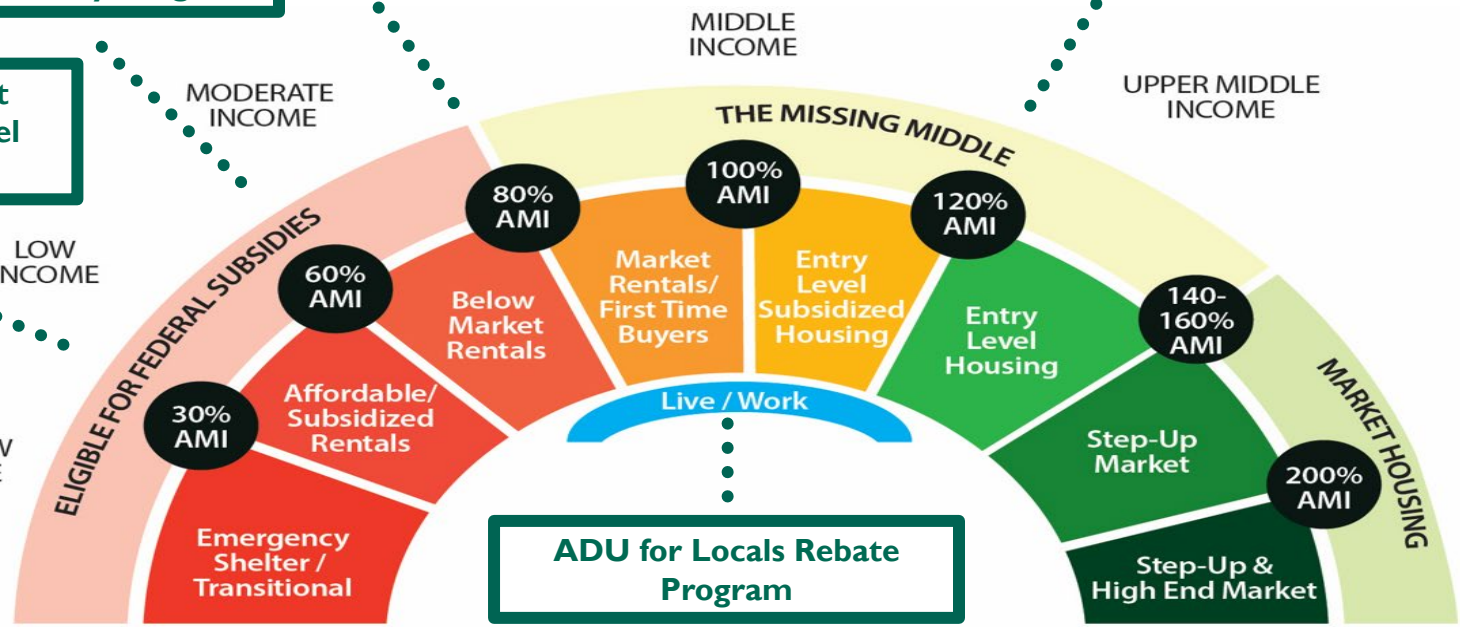 MIDDLE
INCOME
MODERATE
INCOME
UPPER MIDDLE
INCOME
LOW
NCOME
ELIGIBLE FOR FEDERAL SUBSIDIES
THE MISSING MIDDLE
MARKET HOUSING
30%
AMI
60%
AMI
80%
AMI
100%
AMI
120%
AMI
140-
160%
AMI
200%
AMI
Emergency
Shelter /
Transitional
Affordable/
Subsidized
Rentals
Below
Market
Rentals
Market
Rentals/
First Time
Buyers
Entry
Level
Subsidized
Housing
Entry
Level
Housing
Step-Up
Market
Step-Up &
High End Market
Live / Work
ADU for Locals Rebate
Program